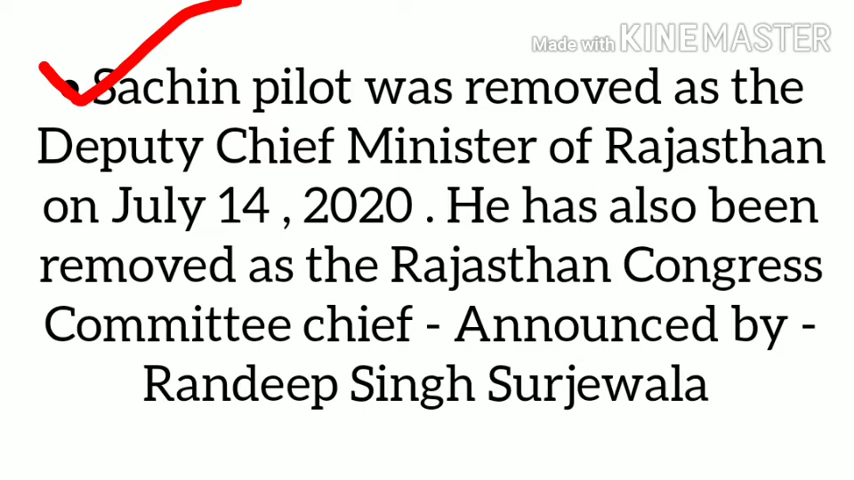 Made with KINEMASTER
Sachin pilot was removed as the
Deputy Chief Minister of Rajasthan
on July 14 , 2020 . He has also been
removed as the Rajasthan Congress
Committee chief - Announced by -
Randeep Singh Surjewala